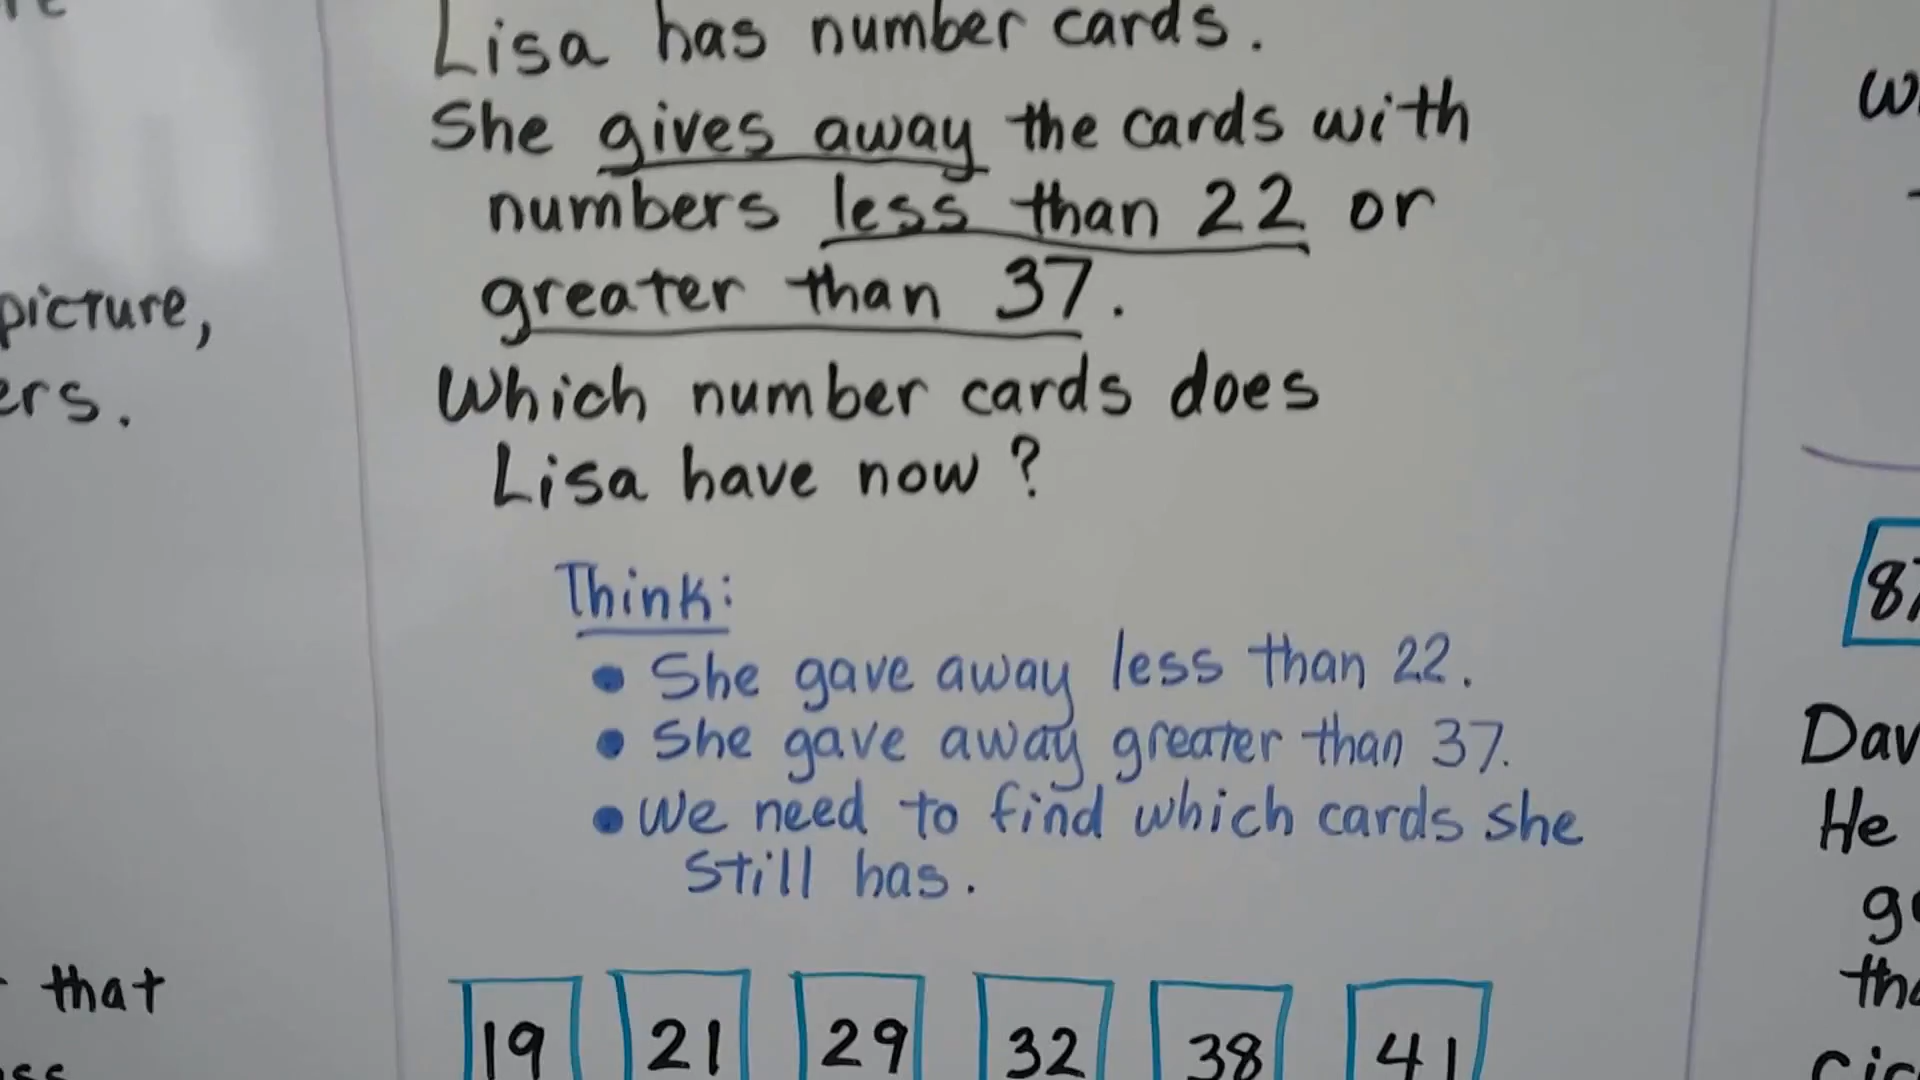 picture,
ers.
that
Lisa has number cards.
She gives away the cards with
numbers less than 22 or
greater than 37.
Which number cards does
Lisa have now?
Think:
• She gave away less than 22.
• She gave away greater than 37.
• We need to find which cards she
still has.
19 21 29 32 38 41
Dav
He